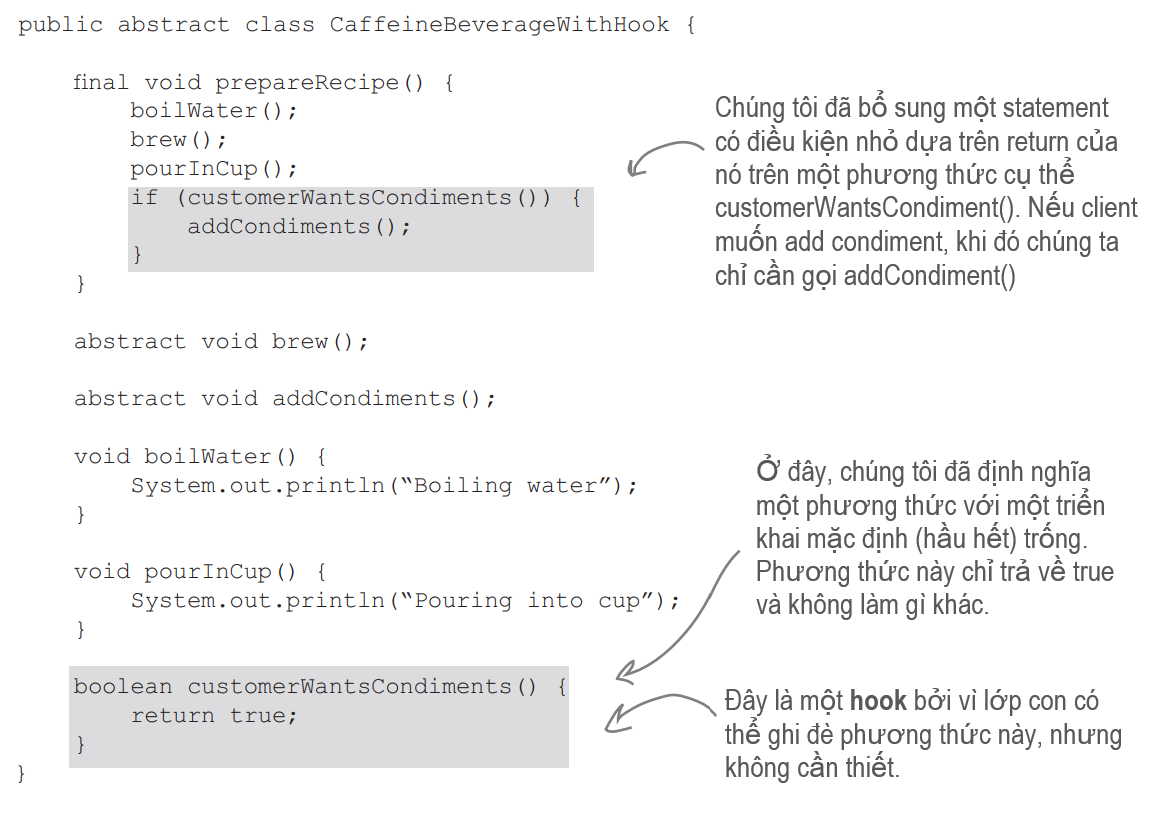 public abstract class CaffeineBeverageWithHook {
final void prepareRecipe() {
boilWater();
brew();
pourInCup();
if (customerWantsCondiments()) {
addCondiments();
}
}
Chúng tôi đã bổ sung một statement
có điều kiện nhỏ dựa trên return của
nó trên một phương thức cụ thể
customerWantsCondiment(). Nếu client
muốn add condiment, khi đó chúng ta
chỉ cần gọi addCondiment()
abstract void brew();
abstract void addCondiments();
void boilWater() {
System.out.println(“Boiling water”);
}
void pourInCup() {
System.out.println(“Pouring into cup”);
}
Ở đây, chúng tôi đã định nghĩa
một phương thức với một triển
khai mặc định (hầu hết) trống.
Phương thức này chỉ trả về true
và không làm gì khác.
boolean customerWantsCondiments() {
return true;
}
}
Đây là một hook bởi vì lớp con có
thể ghi đè phương thức này, nhưng
không cần thiết.